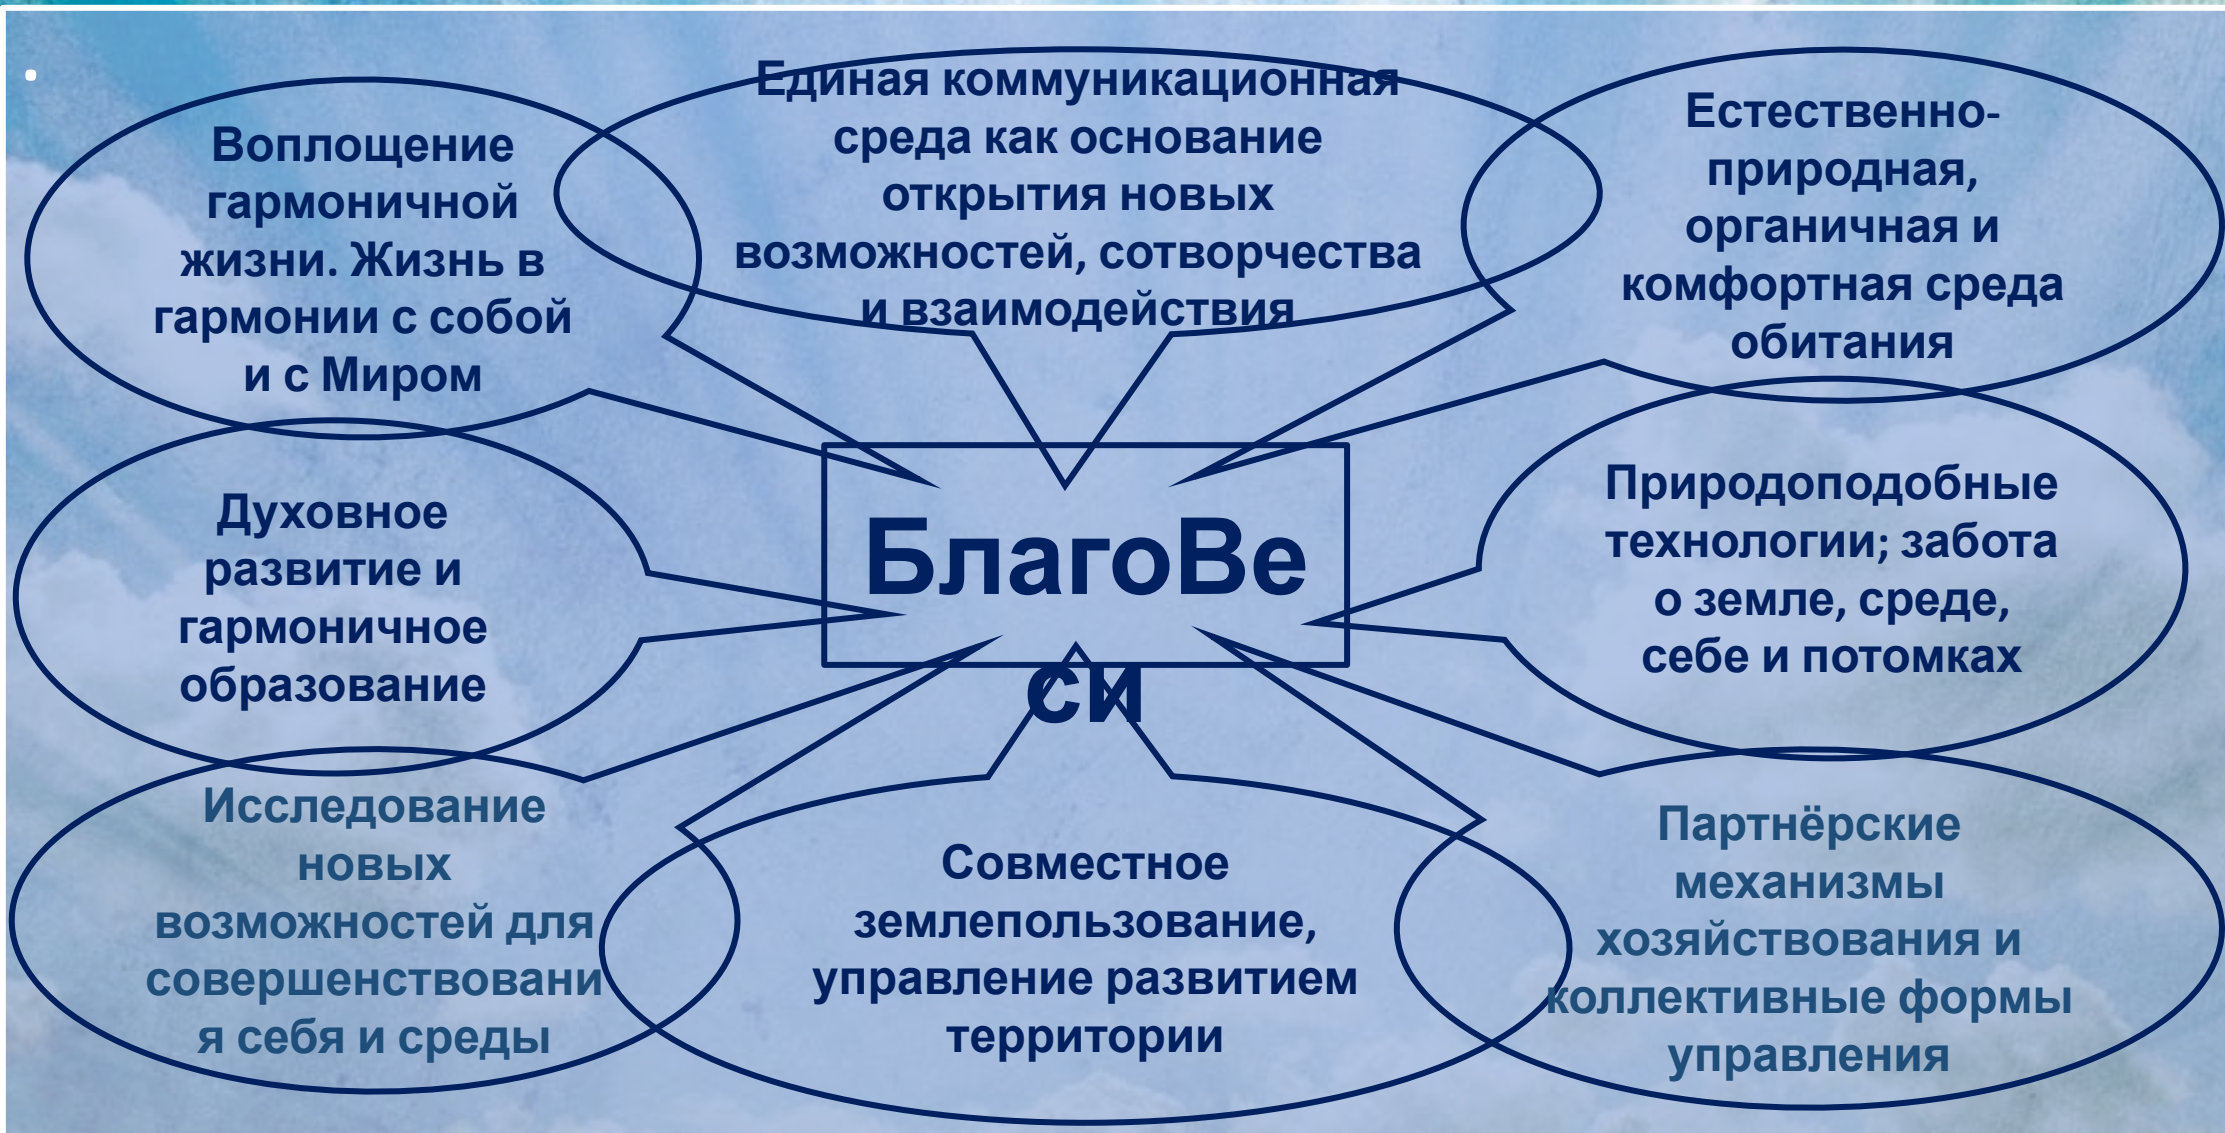 .
Воплощение
гармоничной
жизни. Жизнь в
гармонии с собой
и с Миром
Единая коммуникационная
среда как основание
открытия новых
возможностей, сотворчества
и взаимодействия
Естественно-
природная,
органичная и
комфортная среда
обитания
Духовное
развитие и
гармоничное
образование
БлагоВе
си
Природоподобные
технологии; забота
о земле, среде,
себе и потомках
Исследование
новых
возможностей для
совершенствовани
я себя и среды
Совместное
землепользование,
управление развитием
территории
Партнёрские
механизмы
хозяйствования и
коллективные формы
управления